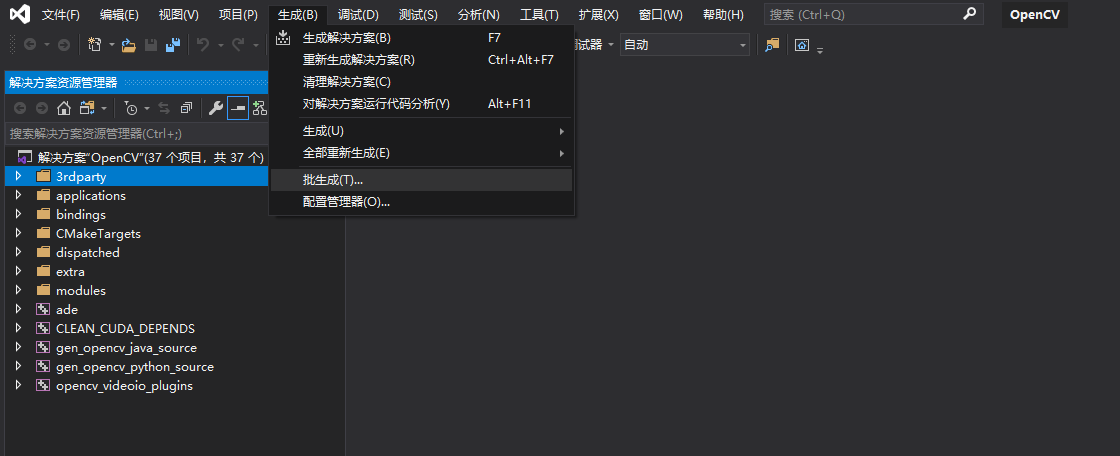 文件(F) 编辑(E) 视图(V) 项目(P) 生成(B) 调试(D) 测试(S) 分析(N) 工具(T) 扩展(X) 窗口(W) 帮助(H) 搜索 (Ctrl+Q) OpenCV
试器 自动
生成解决方案(B) F7
重新生成解决方案(R) Ctrl+Alt+F7
清理解决方案(C)
对解决方案运行代码分析(Y) Alt+F11
生成(U)
全部重新生成(E)
批生成(T)...
配置管理器(O)...
解决方案资源管理器
搜索解决方案资源管理器(Ctrl+;)
解决方案"OpenCV"(37 个项目，共 37 个)
3rdparty
applications
bindings
CMakeTargets
dispatched
extra
modules
ade
CLEAN_CUDA_DEPENDS
gen_opencv_java_source
gen_opencv_python_source
opencv_videoio_plugins